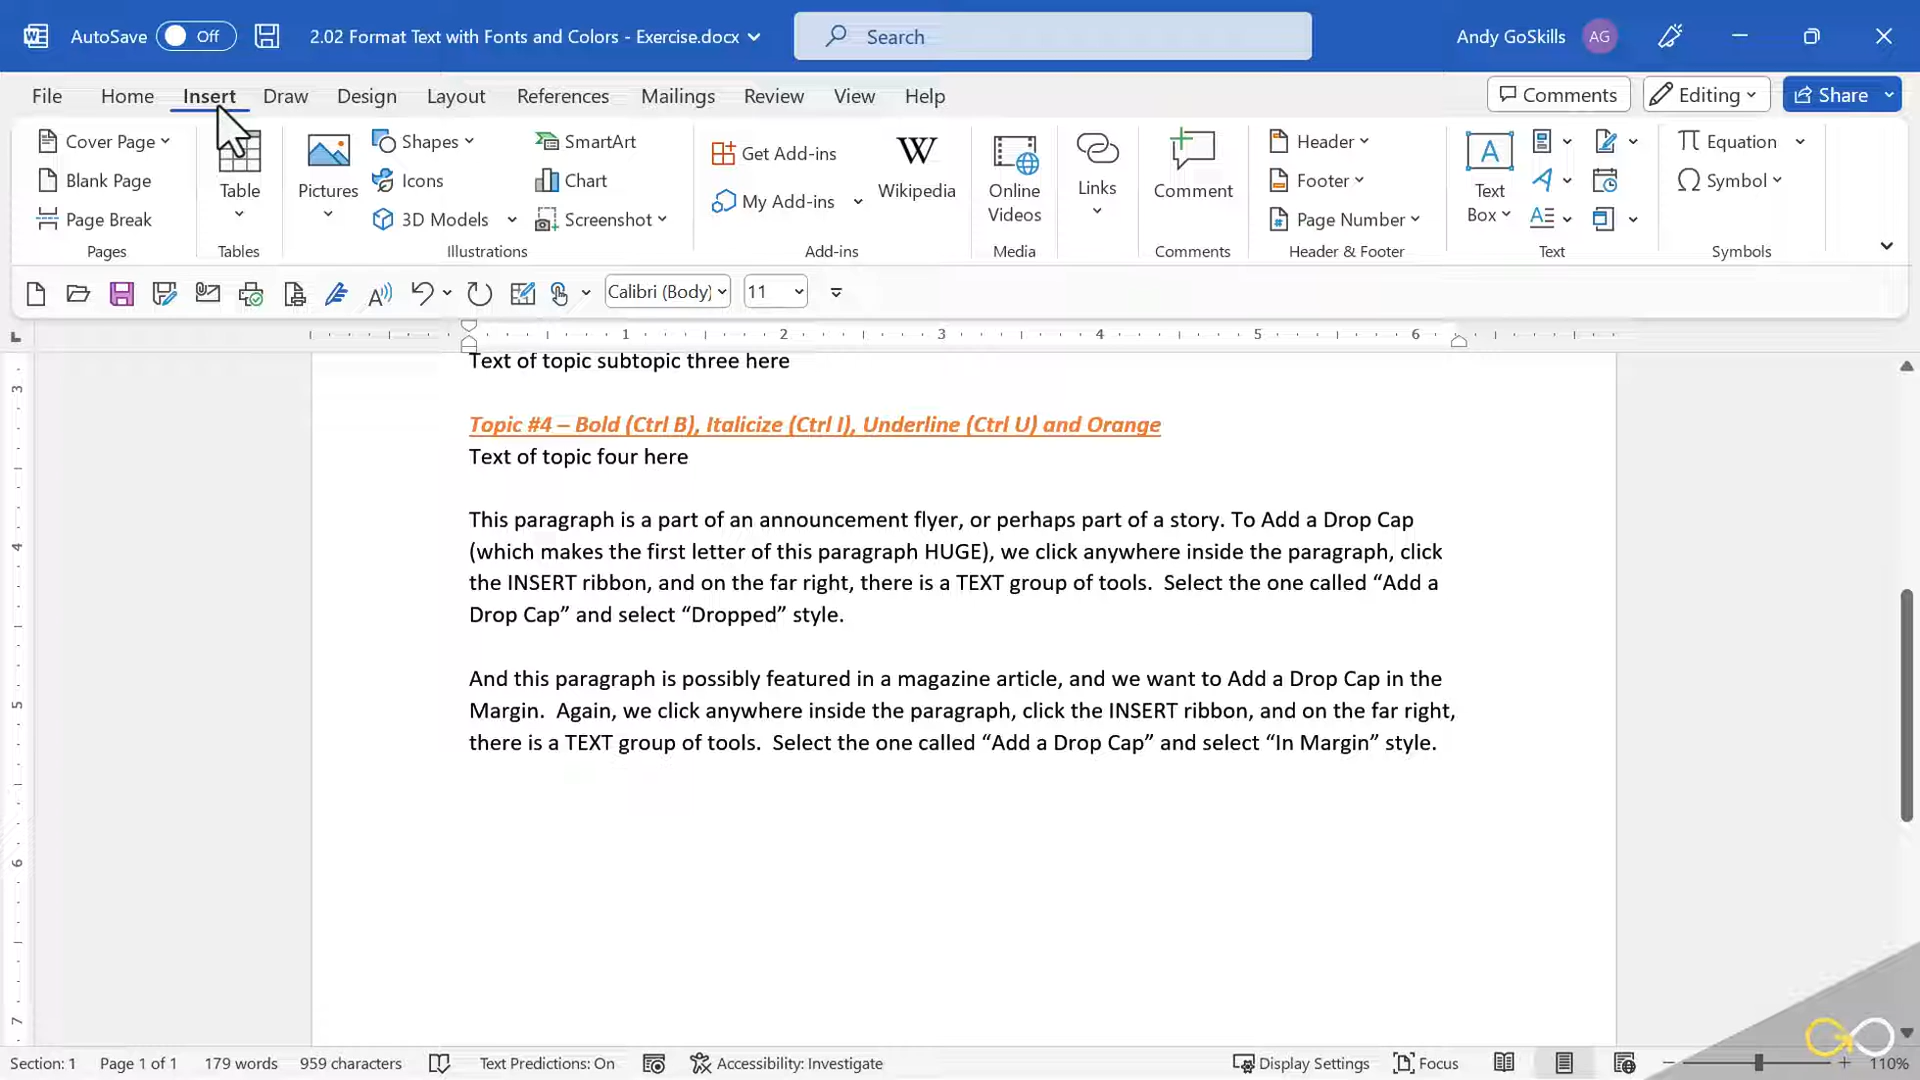 AutoSave Off 2.02 Format Text with Fonts and Colors - Exercise.docx Search Andy GoSkills AG
File Home Insert Draw Design Layout References Mailings Review View Help Comments Editing Share
Cover Page
Blank Page
Page Break
Pages
Table
Tables
Pictures
Shapes
Icons
3D Models
SmartArt
Chart
Screenshot
Illustrations
Get Add-ins
My Add-ins
Add-ins
W
Wikipedia
Online
Videos
Media
Links
Comment
Comments
Header
Footer
Page Number
Header & Footer
A
Text
Box
Text
π Equation
Ω Symbol
Symbols
Calibri (Body) 11
1 2 3 4 5 6
3
4
5
6
7
Text of topic subtopic three here
Topic #4 – Bold (Ctrl B), Italicize (Ctrl I), Underline (Ctrl U) and Orange
Text of topic four here
This paragraph is a part of an announcement flyer, or perhaps part of a story. To Add a Drop Cap
(which makes the first letter of this paragraph HUGE), we click anywhere inside the paragraph, click
the INSERT ribbon, and on the far right, there is a TEXT group of tools.  Select the one called “Add a
Drop Cap” and select “Dropped” style.
And this paragraph is possibly featured in a magazine article, and we want to Add a Drop Cap in the
Margin.  Again, we click anywhere inside the paragraph, click the INSERT ribbon, and on the far right,
there is a TEXT group of tools.  Select the one called “Add a Drop Cap” and select “In Margin” style.
Section: 1 Page 1 of 1 179 words 959 characters Text Predictions: On Accessibility: Investigate Display Settings Focus 110%